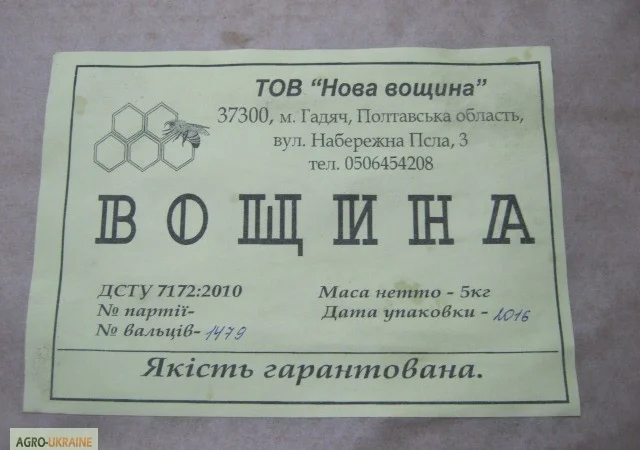 ТОВ “Нова вощина”
37300, м. Гадяч, Полтавська область,
вул. Набережна Псла, 3
тел. 0506454208
ВОЩИНА
ДСТУ 7172:2010 Маса нетто - 5кг
№ партії- Дата упаковки - 2016
№ вальців- 1479
Якість гарантована.
AGRO-UKRAINE